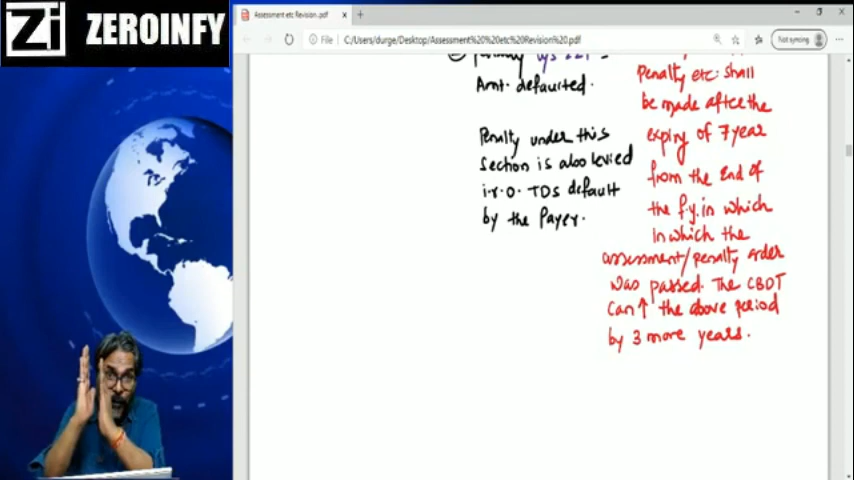 Zi ZEROINFY
Assessment etc Revision .pdf
File C:/Users/durge/Desktop/Assessment%20%20etc%20Revision%20.pdf
Not syncing
Penalty u/s 221 =
Amt. defaulted.
Penalty under this
Section is also levied
i.r.o. TDS default
by the Payer.
Penalty etc. shall
be made after the
expiry of 7 year
from the end of
the f.y. in which
in which the
assessment/penalty order
was passed. The CBDT
can ↑ the above period
by 3 more years.